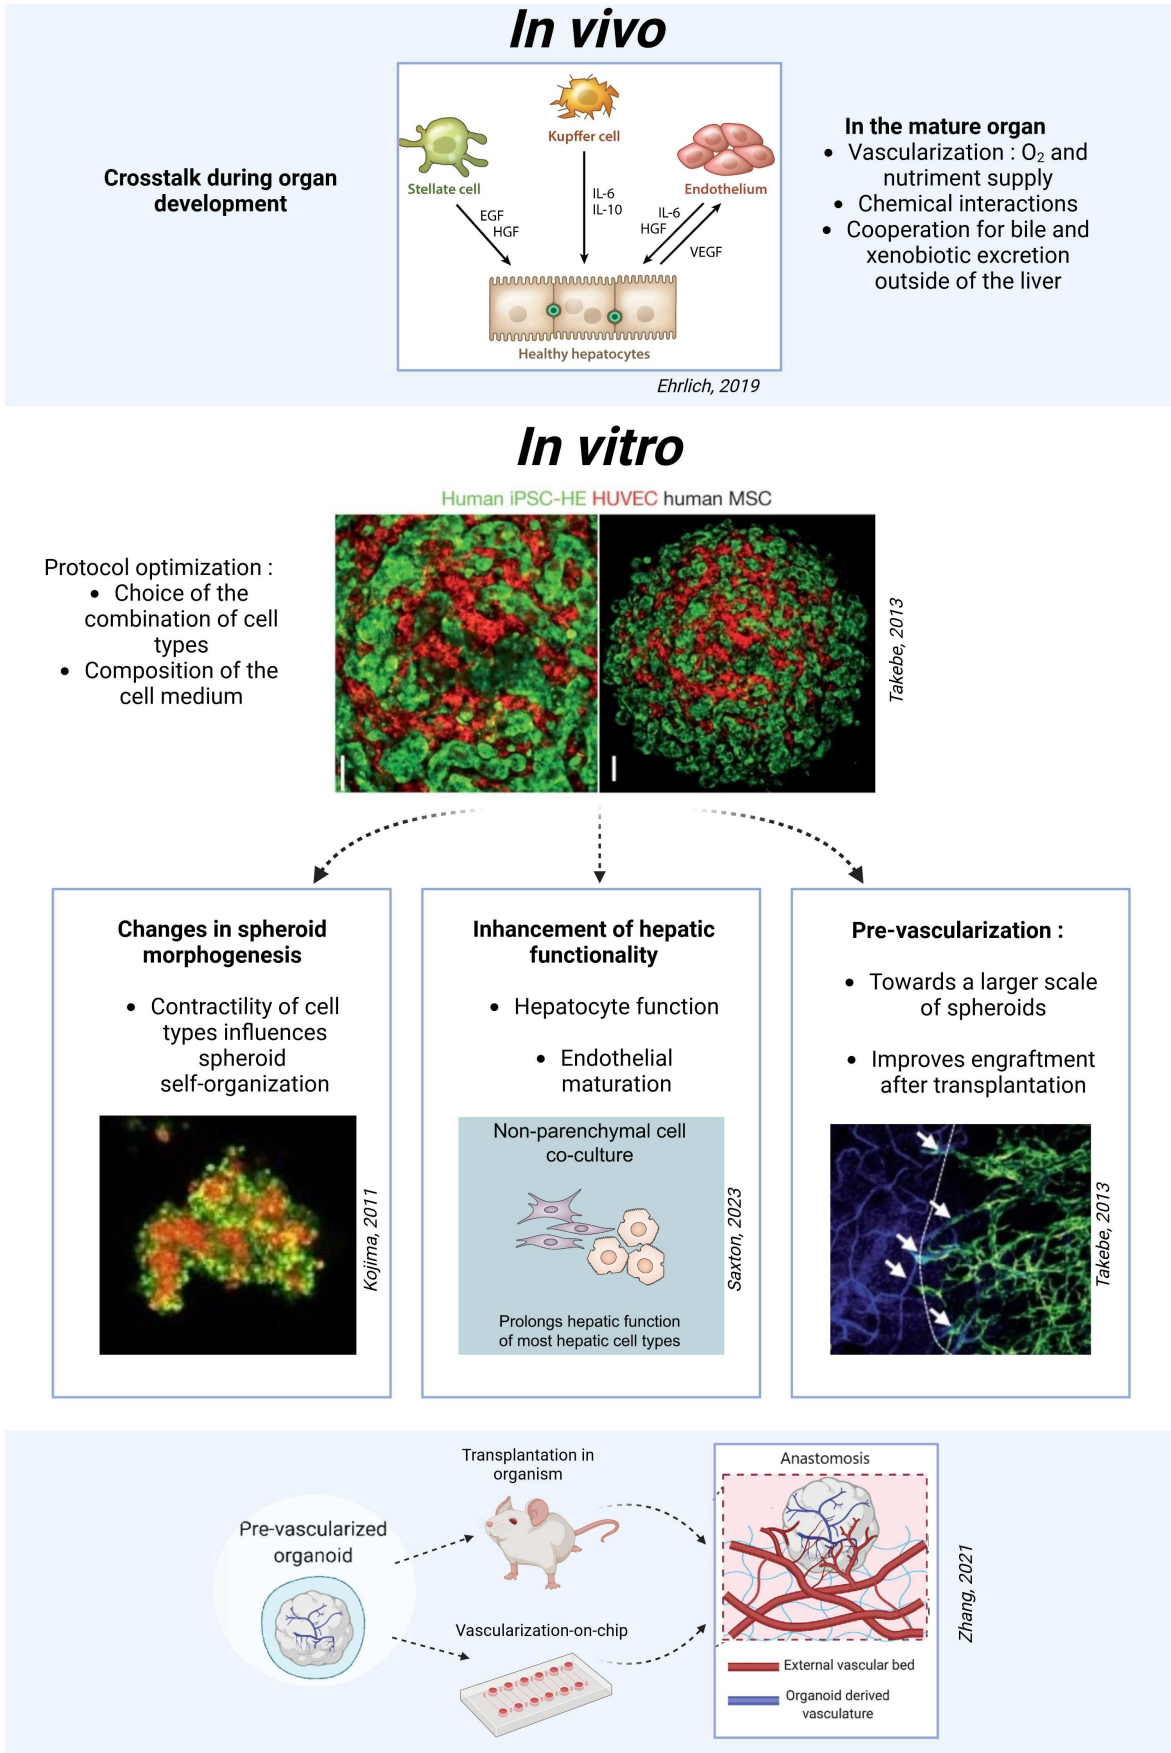 In vivo
Crosstalk during organ
development
Kupffer cell
Stellate cell
Endothelium
EGF
HGF
IL-6
IL-10
IL-6
HGF
VEGF
Healthy hepatocytes
Ehrlich, 2019
In the mature organ
• Vascularization : O₂ and
nutriment supply
• Chemical interactions
• Cooperation for bile and
xenobiotic excretion
outside of the liver
In vitro
Human iPSC-HE HUVEC human MSC
Protocol optimization :
• Choice of the
combination of cell
types
• Composition of the
cell medium
Takebe, 2013
Changes in spheroid
morphogenesis
• Contractility of cell
types influences
spheroid
self-organization
Kojima, 2011
Inhancement of hepatic
functionality
• Hepatocyte function
• Endothelial
maturation
Non-parenchymal cell
co-culture
Prolongs hepatic function
of most hepatic cell types
Saxton, 2023
Pre-vascularization :
• Towards a larger scale
of spheroids
• Improves engraftment
after transplantation
Takebe, 2013
Pre-vascularized
organoid
Transplantation in
organism
Vascularization-on-chip
Anastomosis
External vascular bed
Organoid derived
vasculature
Zhang, 2021